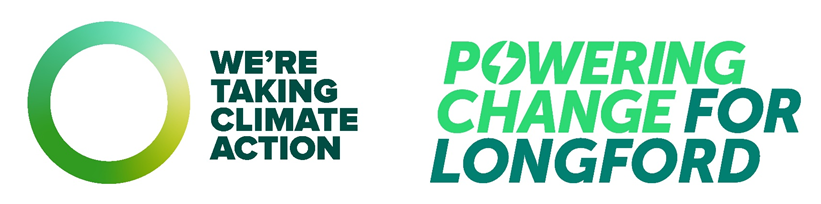 WE'RE
TAKING
CLIMATE
ACTION
POWERING
CHANGE FOR
LONGFORD